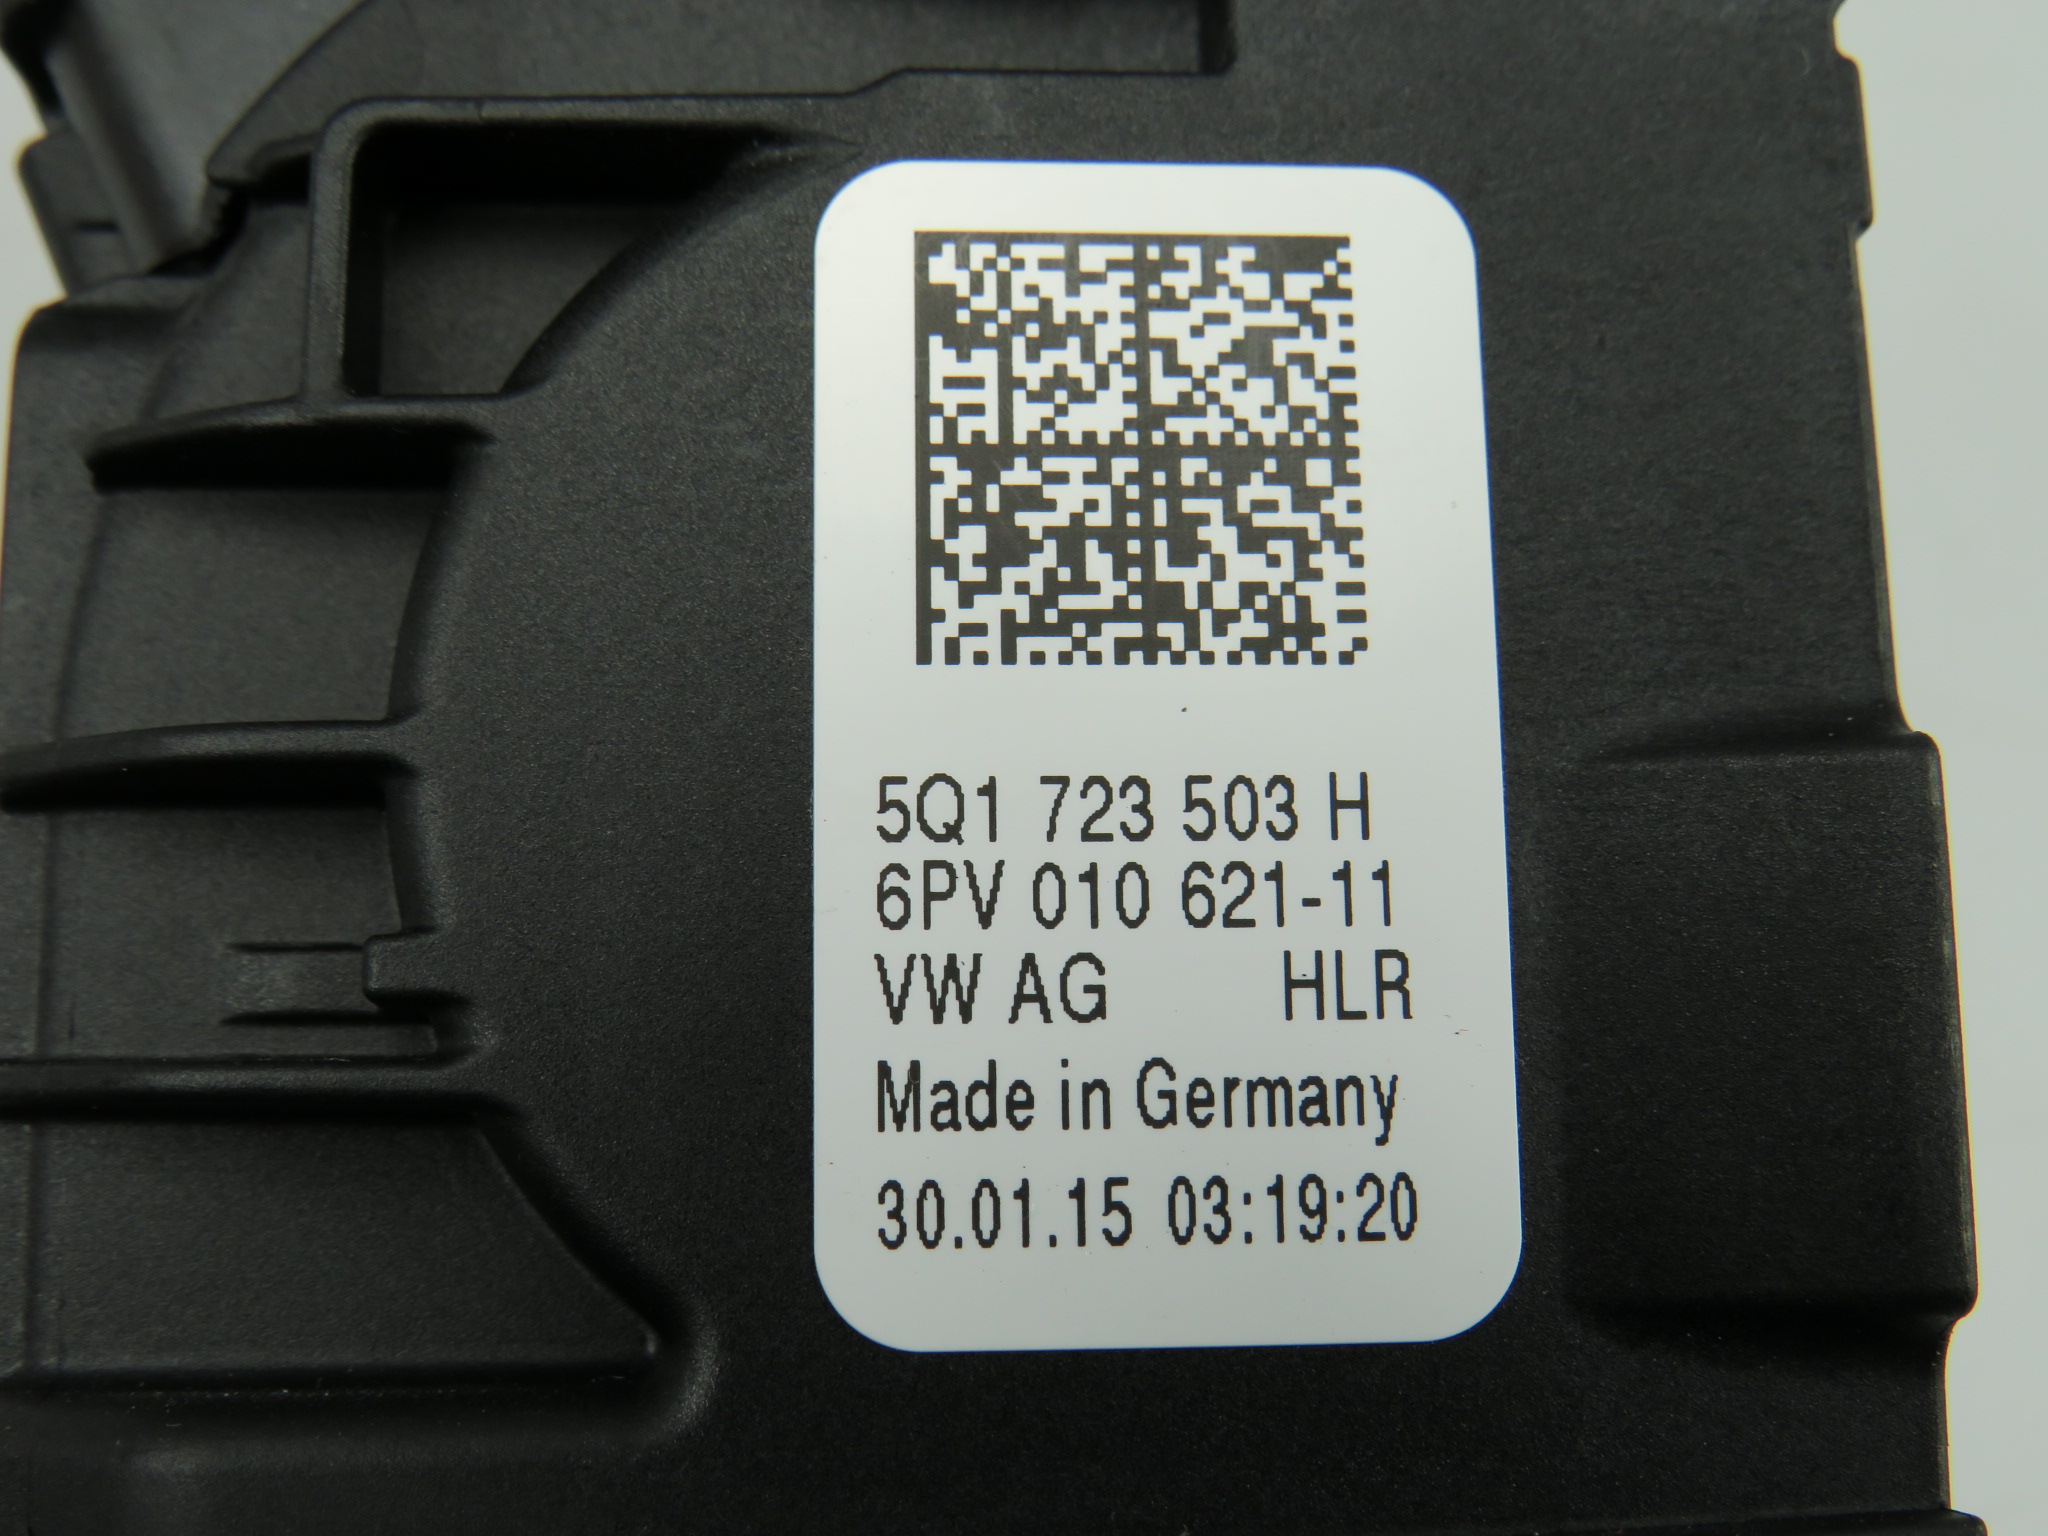 5Q1 723 503 H
6PV 010 621-11
VW AG HLR
Made in Germany
30.01.15 03:19:20